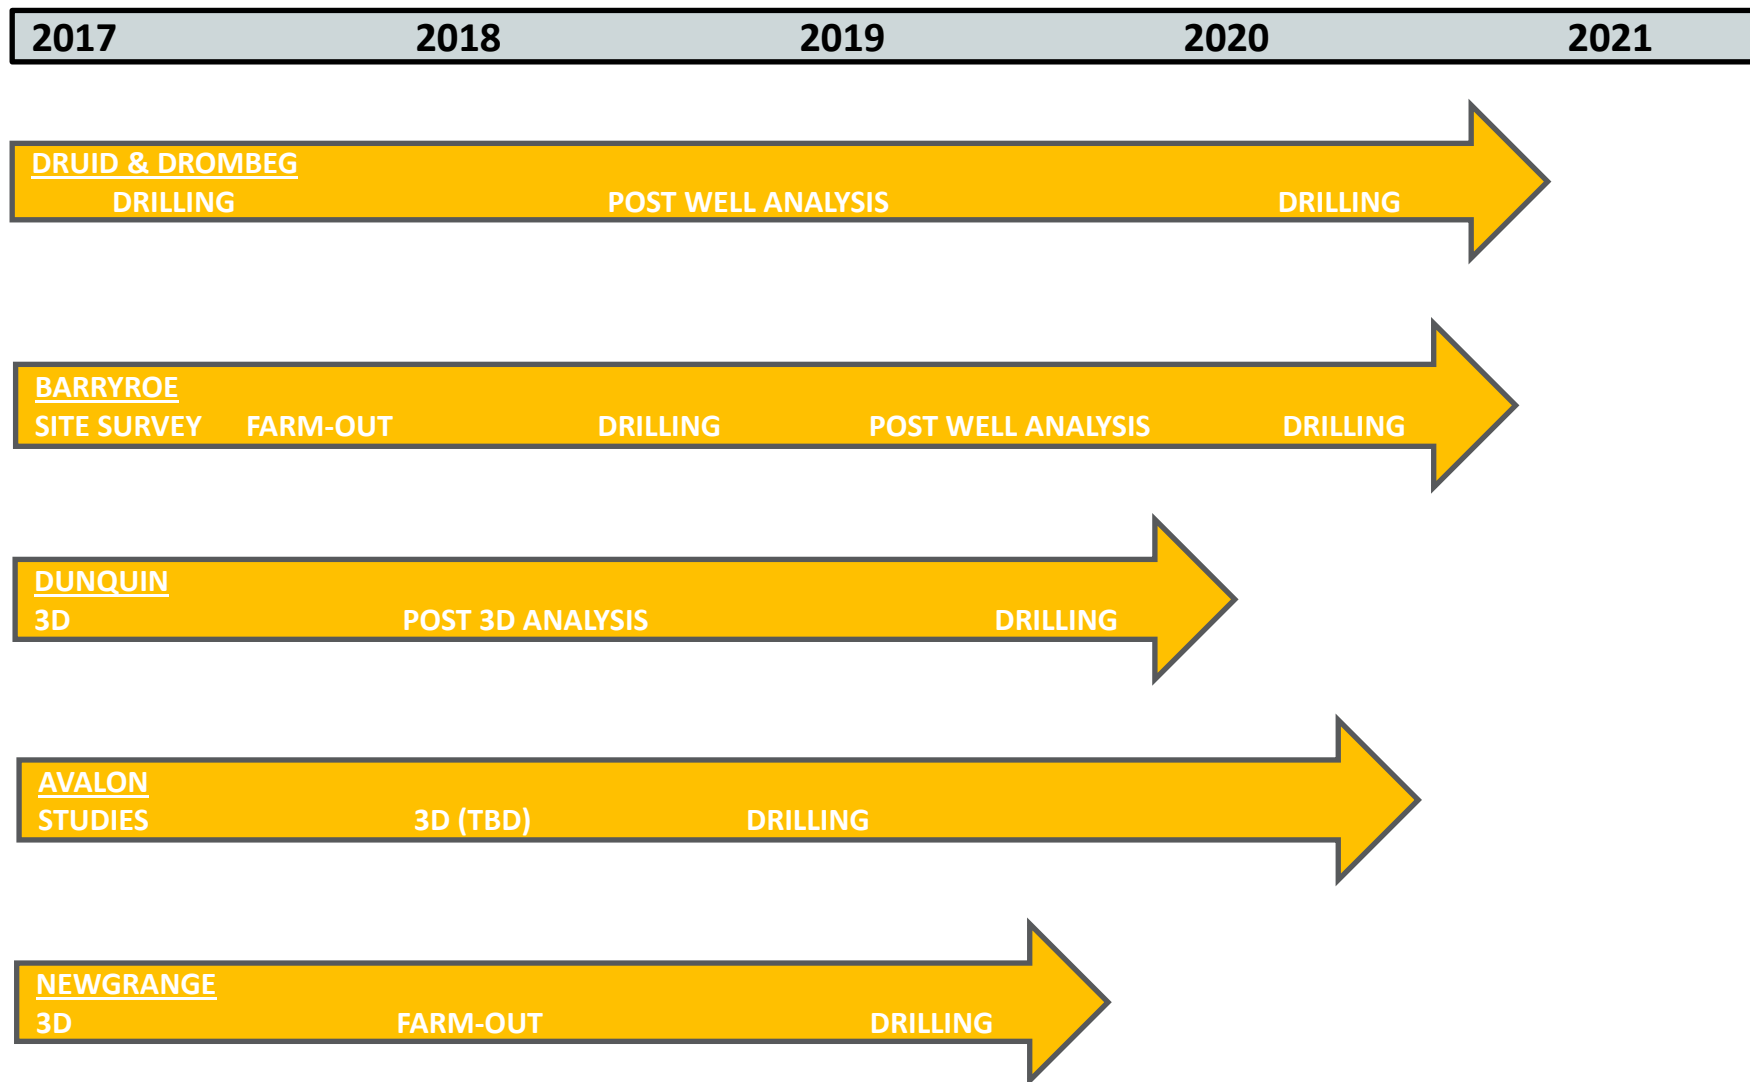 2017 2018 2019 2020 2021
DRUID & DROMBEG
DRILLING POST WELL ANALYSIS DRILLING
BARRYROE
SITE SURVEY FARM-OUT DRILLING POST WELL ANALYSIS DRILLING
DUNQUIN
3D POST 3D ANALYSIS DRILLING
AVALON
STUDIES 3D (TBD) DRILLING
NEWGRANGE
3D FARM-OUT DRILLING